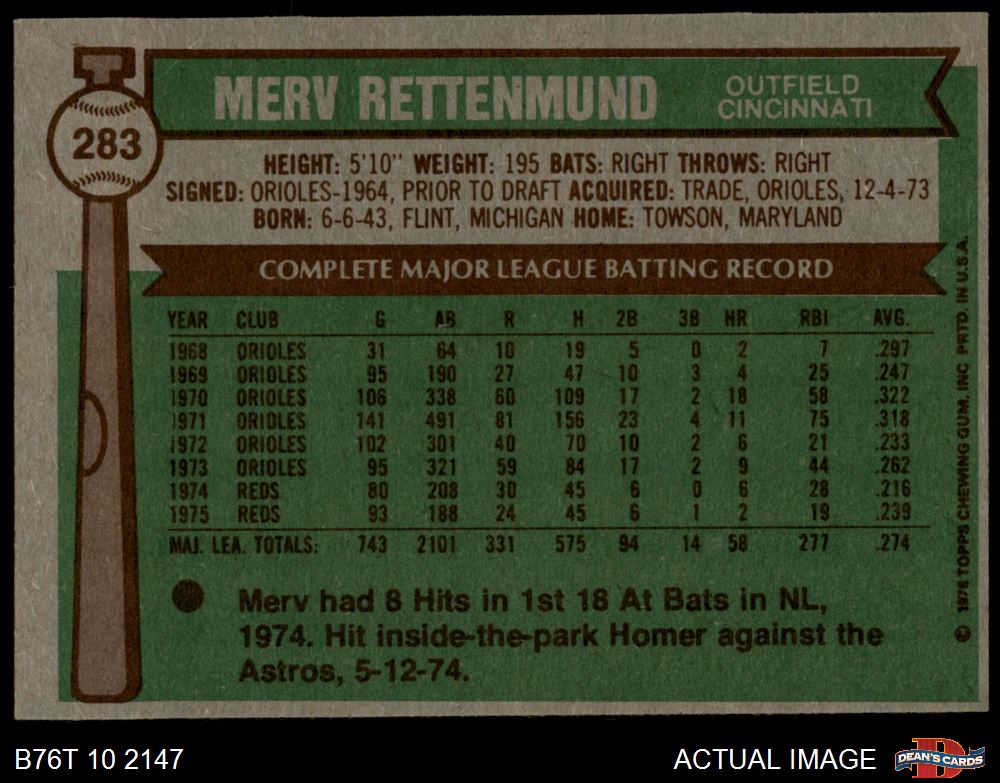 283
MERV RETTENMUND
OUTFIELD
CINCINNATI
HEIGHT: 5'10" WEIGHT: 195 BATS: RIGHT THROWS: RIGHT
SIGNED: ORIOLES-1964, PRIOR TO DRAFT ACQUIRED: TRADE, ORIOLES, 12-4-73
BORN: 6-6-43, FLINT, MICHIGAN HOME: TOWSON, MARYLAND
COMPLETE MAJOR LEAGUE BATTING RECORD
YEAR CLUB G AB R H 2B 3B HR RBI AVG.
1968 ORIOLES 31 64 10 19 5 0 2 7 .297
1969 ORIOLES 95 190 27 47 10 3 4 25 .247
1970 ORIOLES 106 338 60 109 17 2 18 58 .322
1971 ORIOLES 141 491 81 156 23 4 11 75 .318
1972 ORIOLES 102 301 40 70 10 2 6 21 .233
1973 ORIOLES 95 321 59 84 17 2 9 44 .262
1974 REDS 80 208 30 45 6 0 6 28 .216
1975 REDS 93 188 24 45 6 1 2 19 .239
MAJ. LEA. TOTALS: 743 2101 331 575 94 14 58 277 .274
Merv had 8 Hits in 1st 18 At Bats in NL,
1974. Hit inside-the-park Homer against the
Astros, 5-12-74.
© 1976 TOPPS CHEWING GUM, INC PRTD. IN U.S.A.
B76T 10 2147
ACTUAL IMAGE
D
DEAN'S CARDS